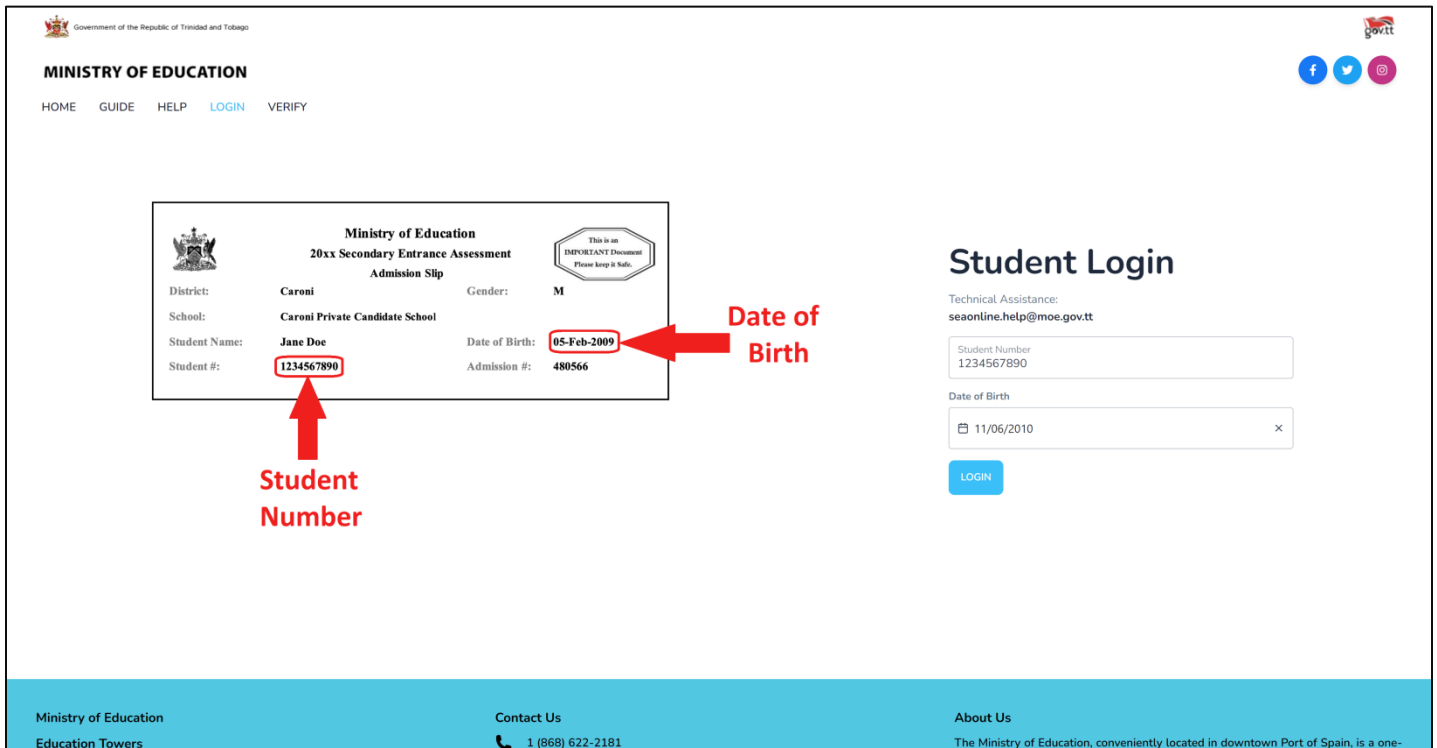 Government of the Republic of Trinidad and Tobago
gov.tt
MINISTRY OF EDUCATION
HOME GUIDE HELP LOGIN VERIFY
Ministry of Education
20xx Secondary Entrance Assessment
Admission Slip
This is an
IMPORTANT Document
Please keep it Safe.
District: Caroni Gender: M
School: Caroni Private Candidate School
Student Name: Jane Doe Date of Birth: 05-Feb-2009
Student #: 1234567890 Admission #: 480566
Date of
Birth
Student
Number
Student Login
Technical Assistance:
seaonline.help@moe.gov.tt
Student Number
1234567890
Date of Birth
11/06/2010
LOGIN
Ministry of Education
Education Towers
Contact Us
1 (868) 622-2181
About Us
The Ministry of Education, conveniently located in downtown Port of Spain, is a one-